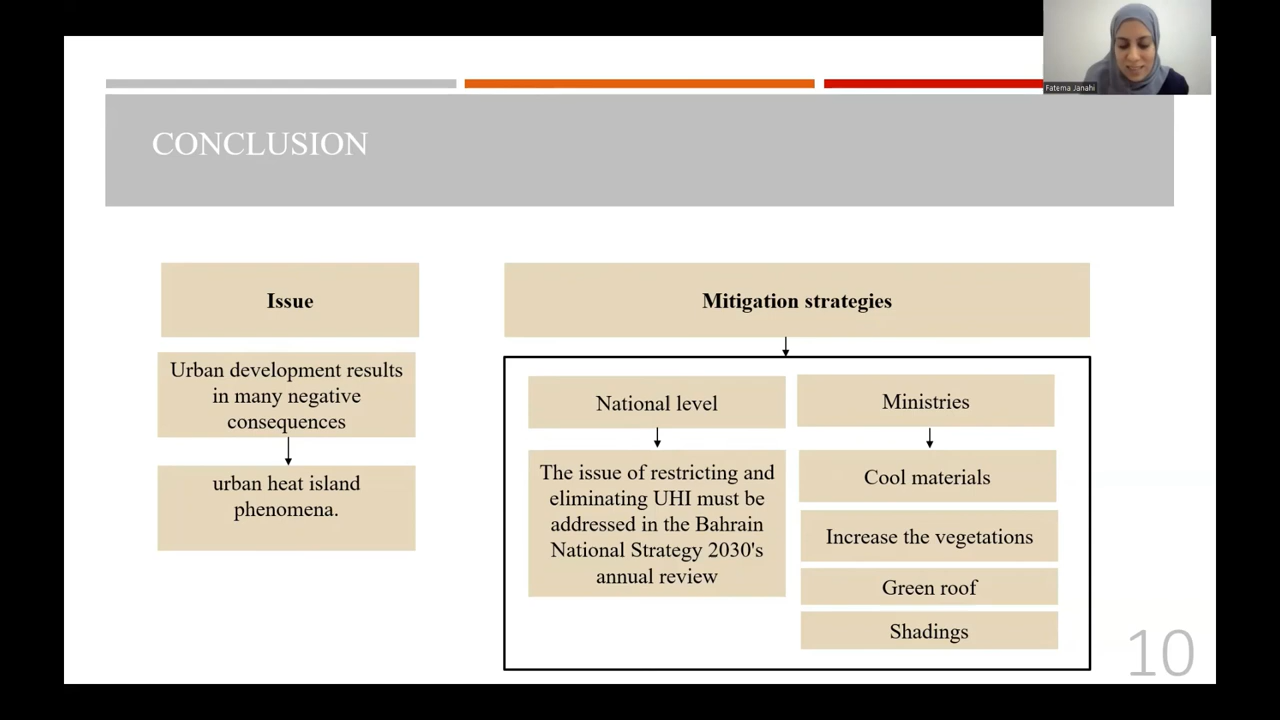 Fatema Janahi
CONCLUSION
Issue
Urban development results
in many negative
consequences
urban heat island
phenomena.
Mitigation strategies
National level
The issue of restricting and
eliminating UHI must be
addressed in the Bahrain
National Strategy 2030's
annual review
Ministries
Cool materials
Increase the vegetations
Green roof
Shadings
10